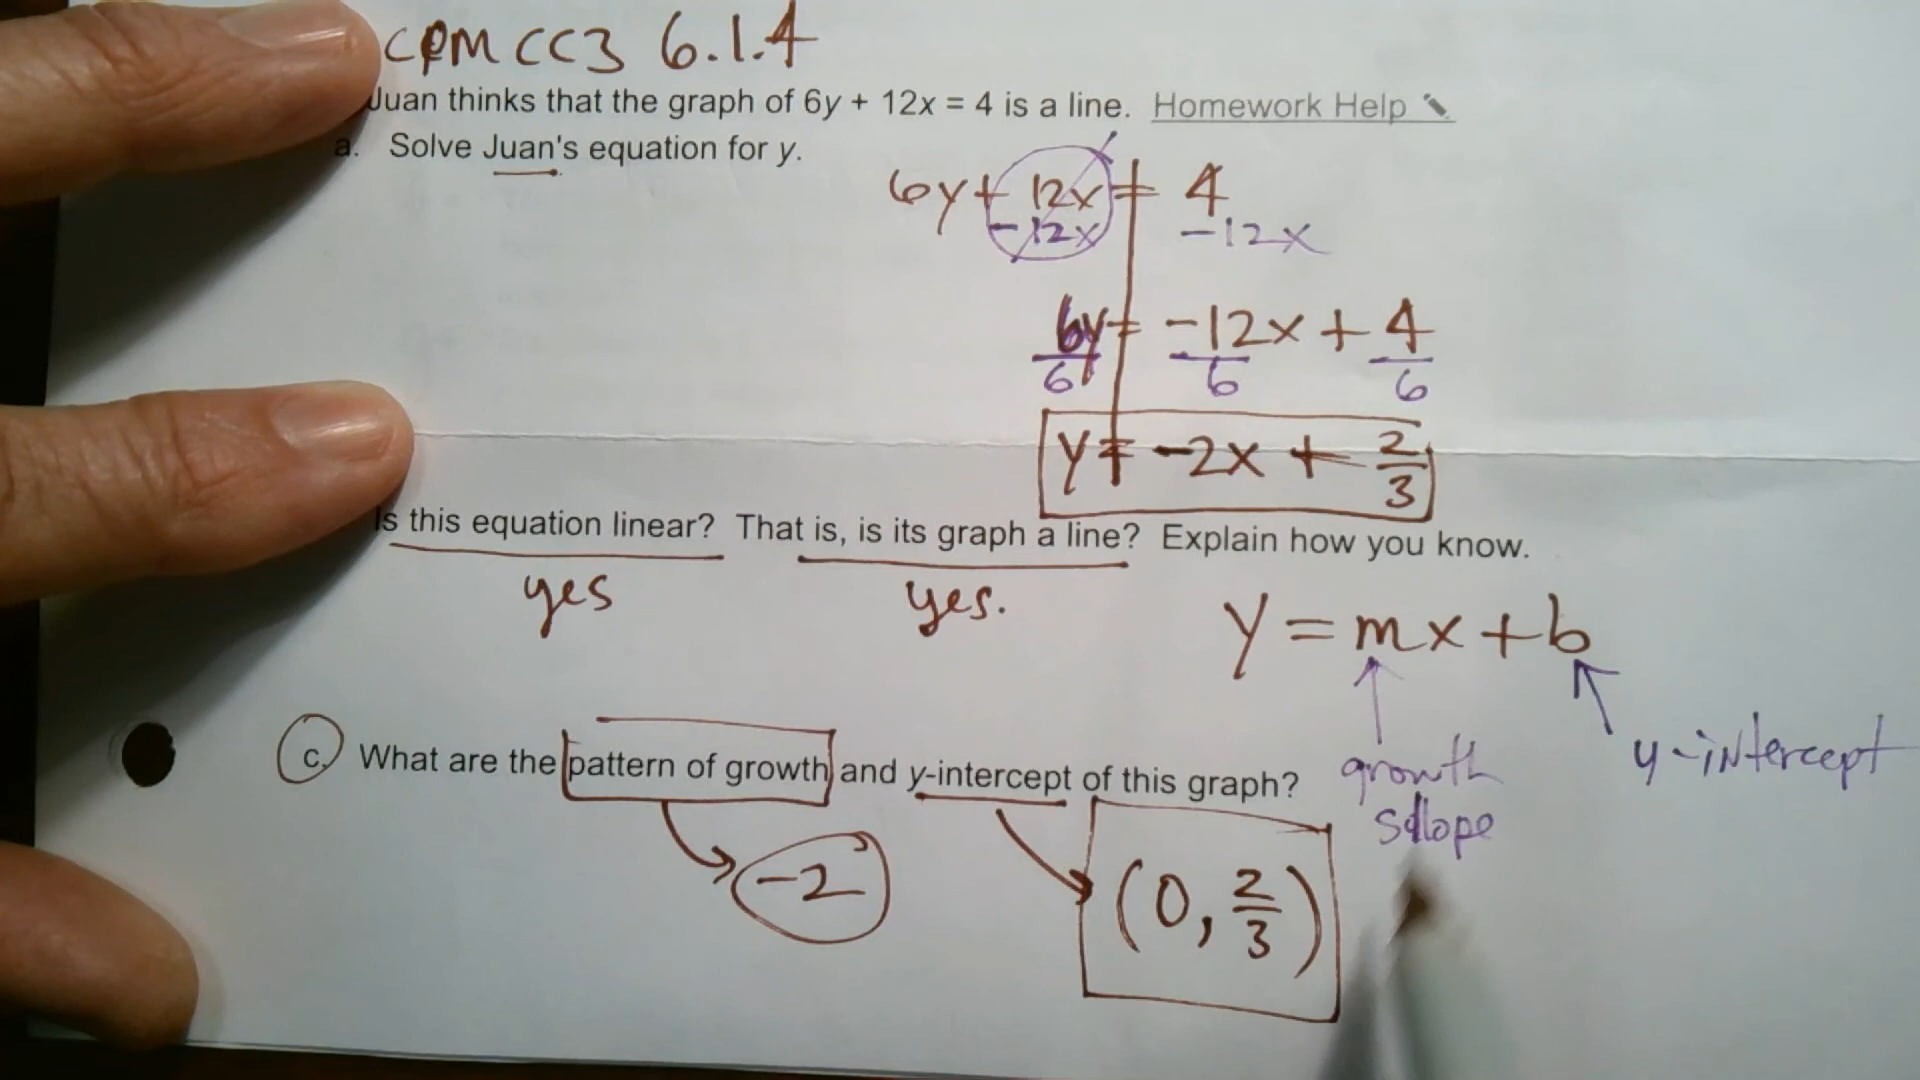 CPM CC3 6.1.4
Juan thinks that the graph of 6y + 12x = 4 is a line. Homework Help
a. Solve Juan's equation for y.
6y + 12x = 4
-12x -12x
6y = -12x + 4
6 6 6
y = -2x + 2/3
Is this equation linear? That is, is its graph a line? Explain how you know.
yes yes.
y = mx + b
c. What are the pattern of growth and y-intercept of this graph?
growth
slope
y-intercept
-2
(0, 2/3)